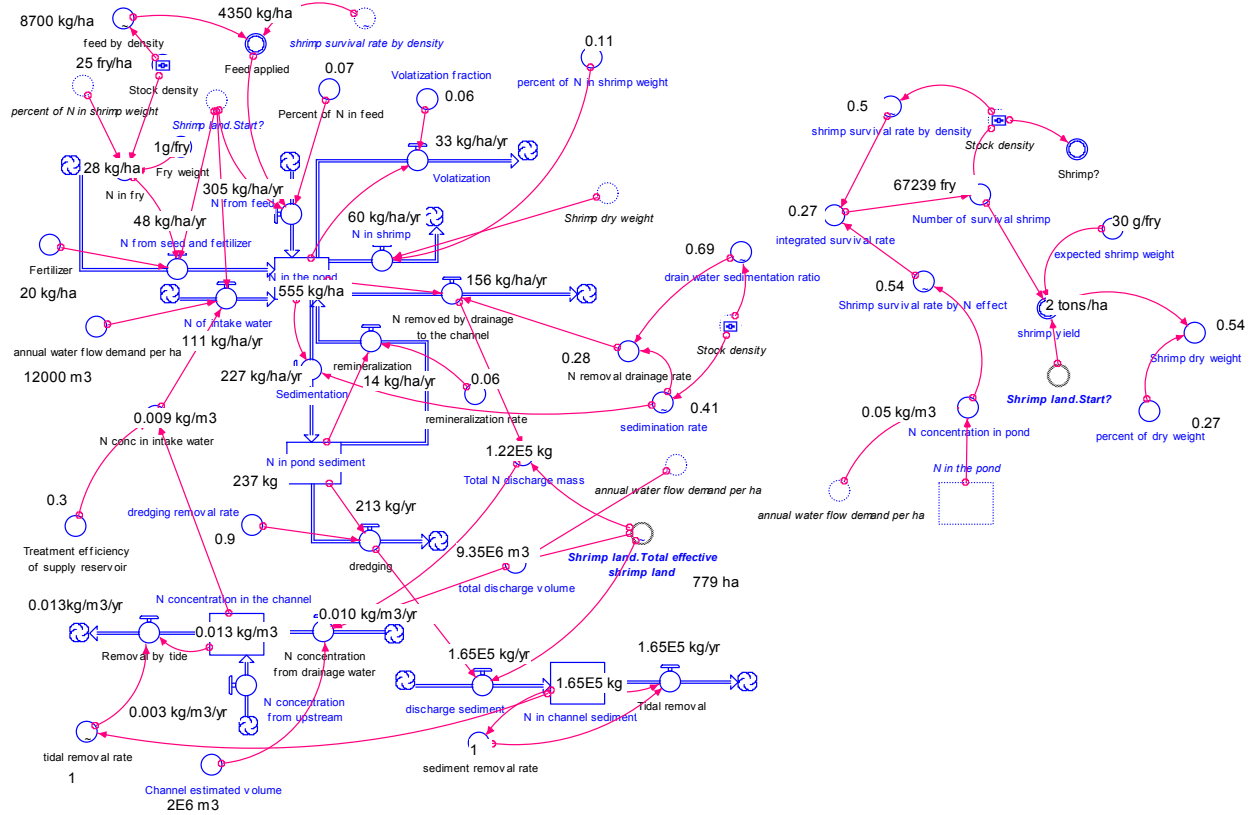 8700 kg/ha
4350 kg/ha
feed by density
shrimp survival rate by density
Feed applied
25 fry/ha
Stock density
percent of N in shrimp weight
Shrimp land.Start?
0.07
Percent of N in feed
Volatization fraction
0.06
0.11
percent of N in shrimp weight
1g/fry
Fry weight
28 kg/ha
N in fry
33 kg/ha/yr
Volatization
305 kg/ha/yr
N from feed
48 kg/ha/yr
N from seed and fertilizer
60 kg/ha/yr
N in shrimp
Shrimp dry weight
Fertilizer
20 kg/ha
N in the pond
555 kg/ha
156 kg/ha/yr
N removed by drainage
to the channel
0.69
drain water sedimentation ratio
N of intake water
111 kg/ha/yr
annual water flow demand per ha
12000 m3
remineralization
14 kg/ha/yr
227 kg/ha/yr
Sedimentation
0.06
remineralization rate
0.28
N removal drainage rate
Stock density
0.41
sedimination rate
0.009 kg/m3
N conc in intake water
N in pond sediment
237 kg
1.22E5 kg
Total N discharge mass
annual water flow demand per ha
0.3
Treatment efficiency
of supply reservoir
dredging removal rate
0.9
213 kg/yr
dredging
9.35E6 m3
total discharge volume
Shrimp land.Total effective
shrimp land
779 ha
N concentration in the channel
0.013kg/m3/yr
0.013 kg/m3
0.010 kg/m3/yr
Removal by tide
N concentration
from drainage water
N concentration
from upstream
0.003 kg/m3/yr
tidal removal rate
1
Channel estimated volume
2E6 m3
1.65E5 kg/yr
discharge sediment
1.65E5 kg
N in channel sediment
1.65E5 kg/yr
Tidal removal
1
sediment removal rate
0.5
shrimp survival rate by density
Stock density
Shrimp?
67239 fry
Number of survival shrimp
0.27
integrated survival rate
30 g/fry
expected shrimp weight
0.54
Shrimp survival rate by N effect
2 tons/ha
shrimp yield
0.54
Shrimp dry weight
Shrimp land.Start?
0.27
percent of dry weight
0.05 kg/m3
N concentration in pond
N in the pond
annual water flow demand per ha